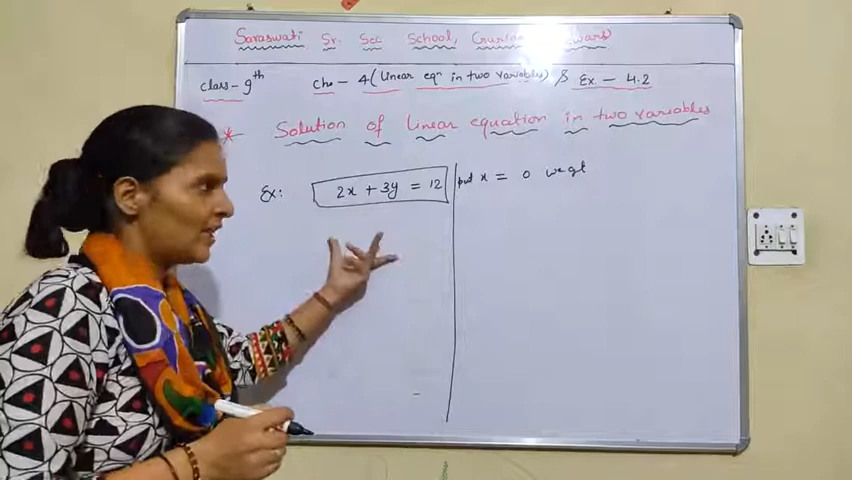 Saraswati Sr. Sec School,
class - 9th Ch: - 4 (linear eqn in two variables) & Ex. - 4.2
* Solution of linear equation in two variables
Ex: 2x + 3y = 12 put x = 0 we get